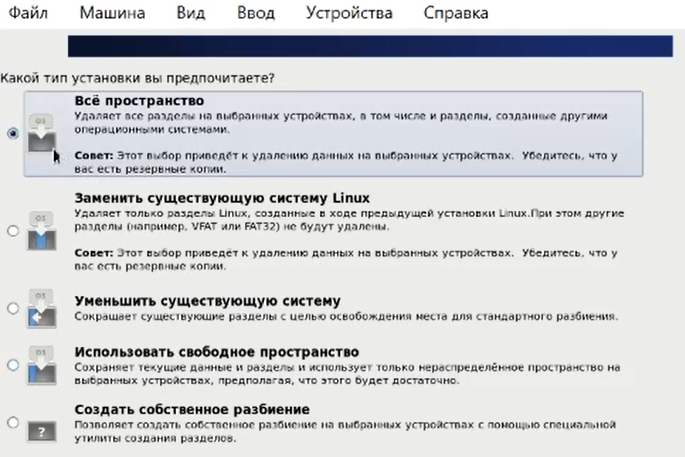 Файл Машина Вид Ввод Устройства Справка
Какой тип установки вы предпочитаете?
Всё пространство
Удаляет все разделы на выбранных устройствах, в том числе и разделы, созданные другими
операционными системами.
Совет: Этот выбор приведёт к удалению данных на выбранных устройствах. Убедитесь, что у
вас есть резервные копии.
Заменить существующую систему Linux
Удаляет только разделы Linux, созданные в ходе предыдущей установки Linux.При этом другие
разделы (например, VFAT или FAT32) не будут удалены.
Совет: Этот выбор приведёт к удалению данных на выбранных устройствах. Убедитесь, что у
вас есть резервные копии.
Уменьшить существующую систему
Сокращает существующие разделы с целью освобождения места для стандартного разбиения.
Использовать свободное пространство
Сохраняет текущие данные и разделы и использует только нераспределённое пространство на
выбранных устройствах, предполагая, что этого будет достаточно.
Создать собственное разбиение
Позволяет создать собственное разбиение на выбранных устройствах с помощью специальной
утилиты создания разделов.
OS
OS
OS
OS
?